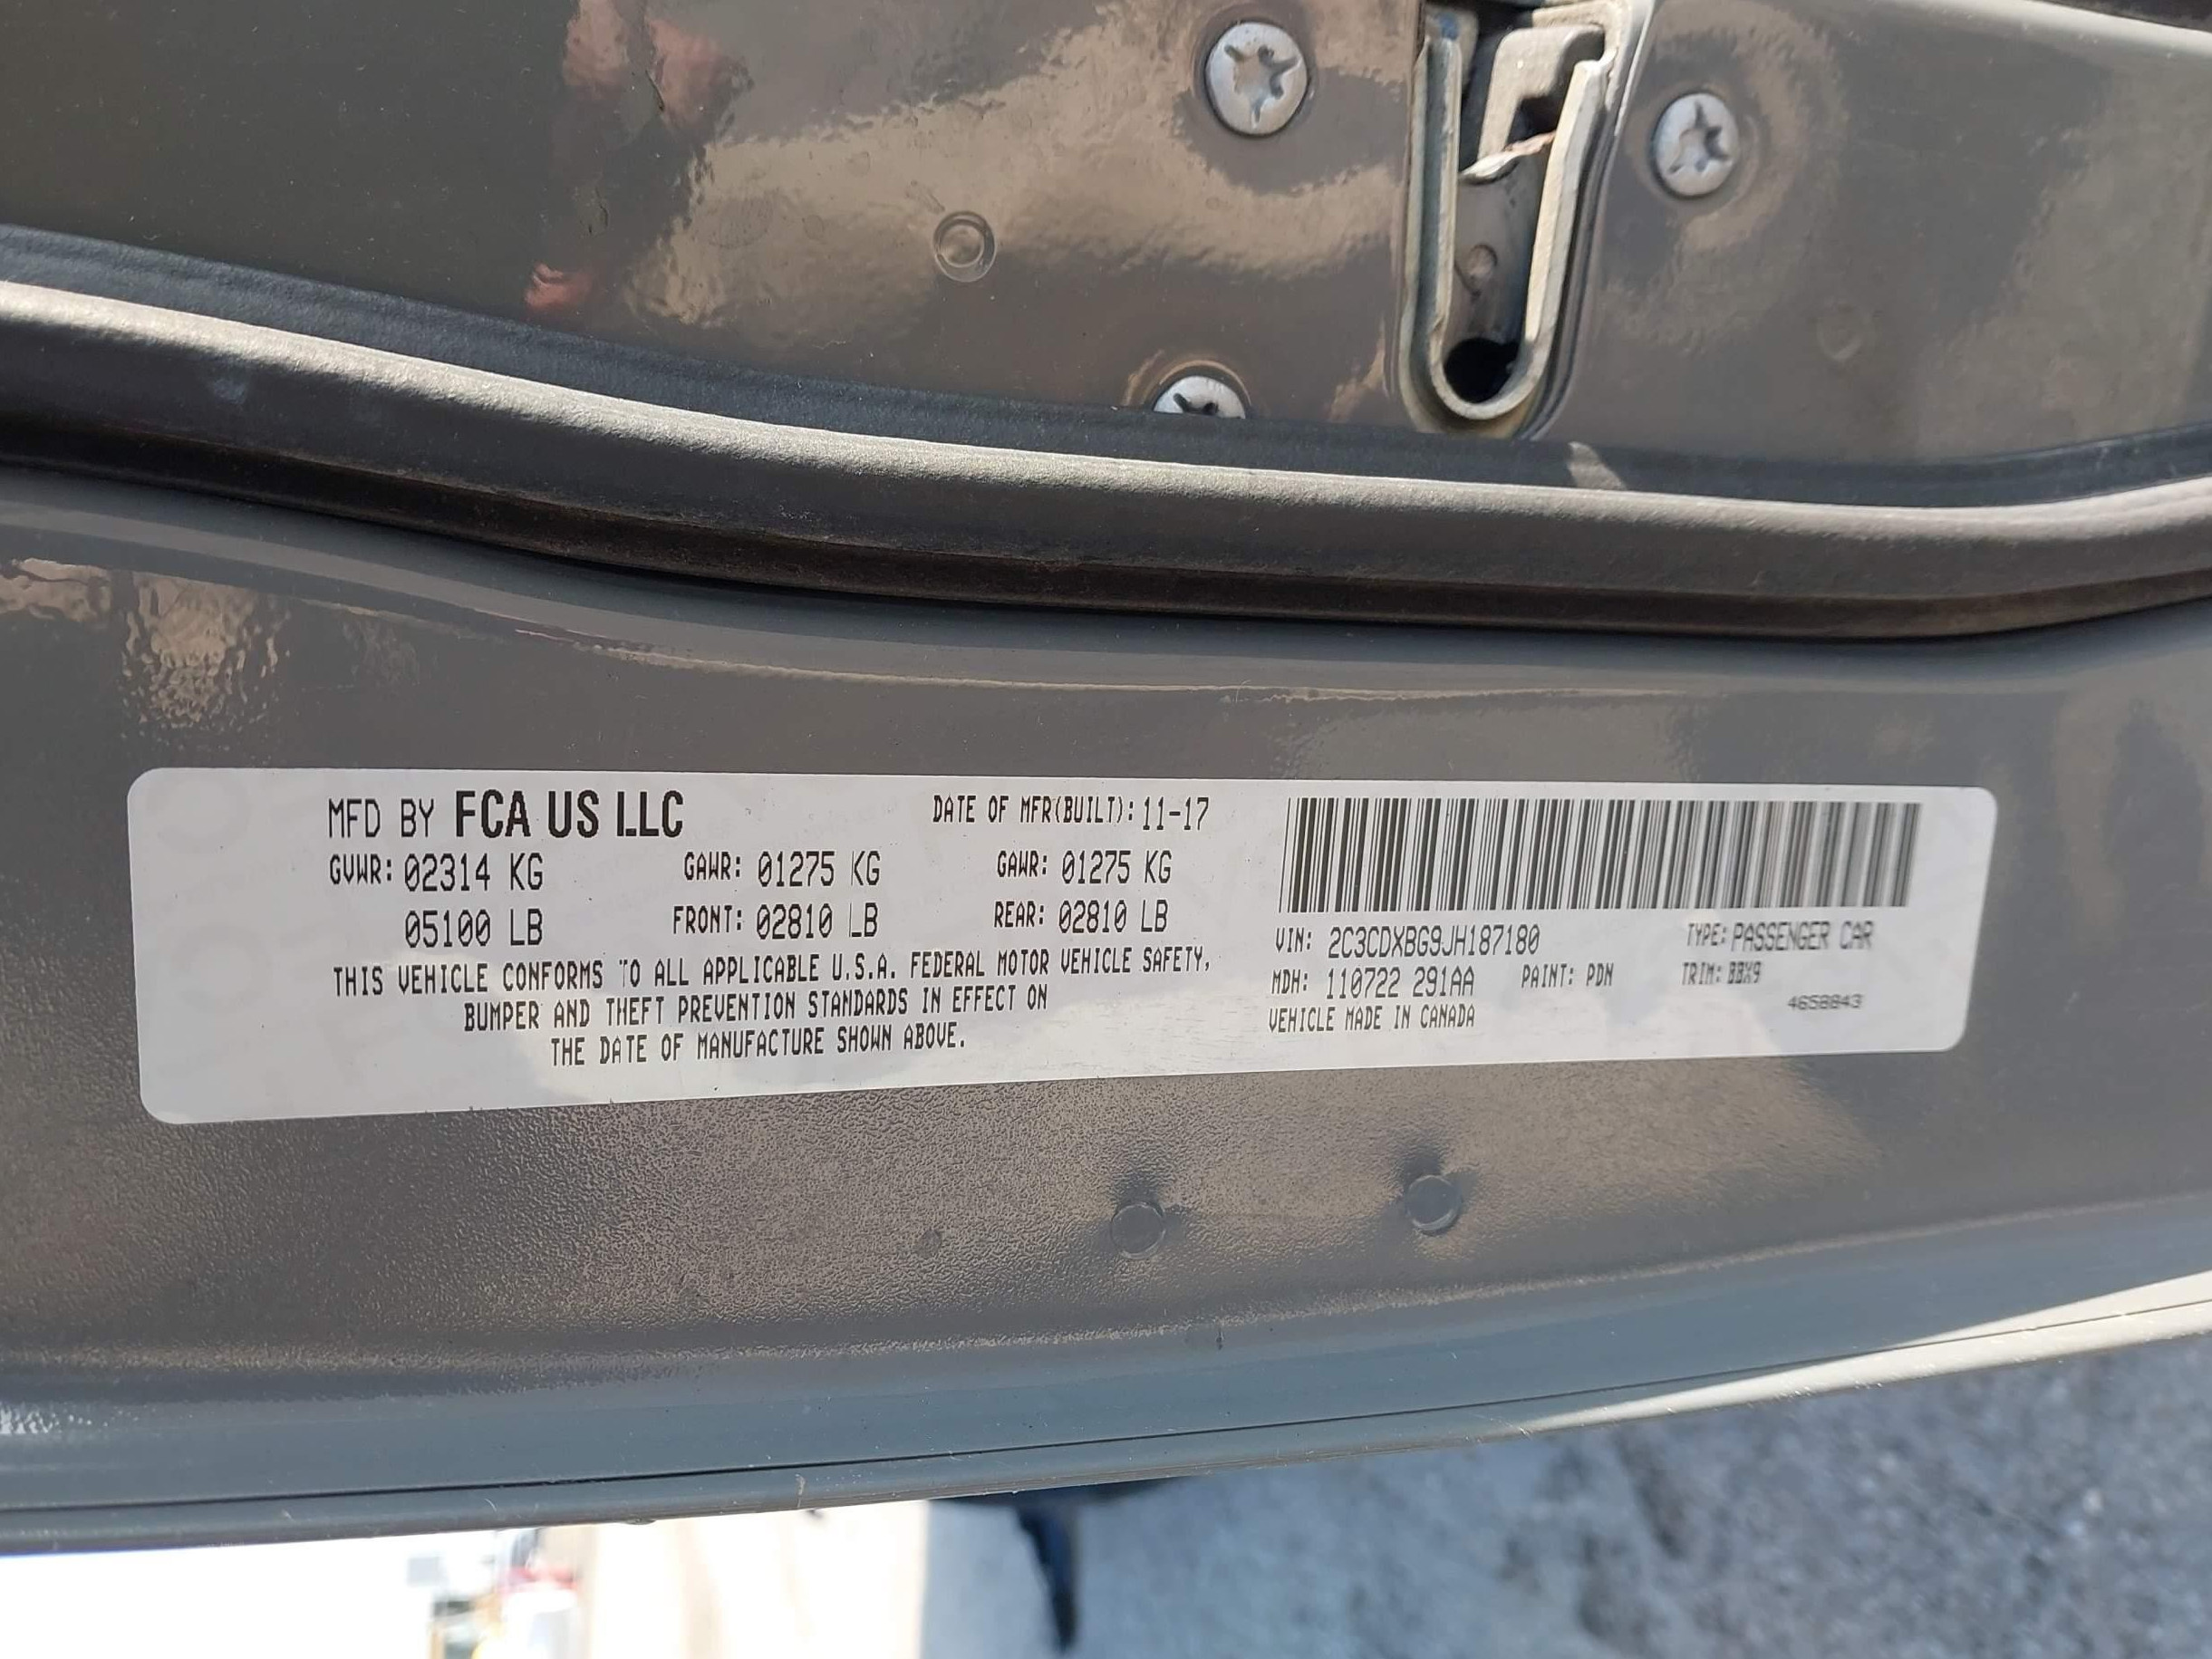 MFD BY FCA US LLC DATE OF MFR(BUILT): 11-17
GVWR: 02314 KG GAWR: 01275 KG GAWR: 01275 KG
05100 LB FRONT: 02810 LB REAR: 02810 LB
THIS VEHICLE CONFORMS TO ALL APPLICABLE U.S.A. FEDERAL MOTOR VEHICLE SAFETY,
BUMPER AND THEFT PREVENTION STANDARDS IN EFFECT ON
THE DATE OF MANUFACTURE SHOWN ABOVE.
VIN: 2C3CDXBG9JH187180 TYPE: PASSENGER CAR
MDH: 110722 291AA PAINT: PDN TRIM: BBX9
4658843
VEHICLE MADE IN CANADA